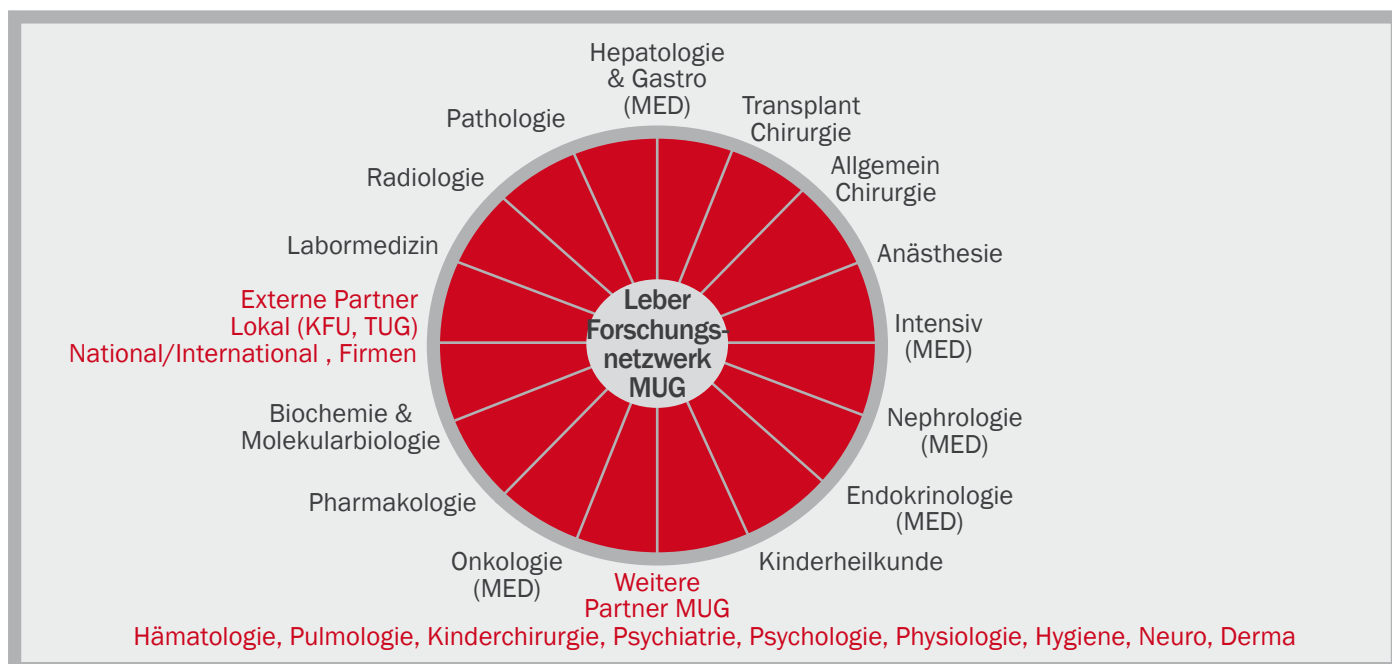 Hepatologie
& Gastro
(MED)
Transplant
Chirurgie
Allgemein
Chirurgie
Anästhesie
Intensiv
(MED)
Nephrologie
(MED)
Endokrinologie
(MED)
Kinderheilkunde
Weitere
Partner MUG
Hämatologie, Pulmologie, Kinderchirurgie, Psychiatrie, Psychologie, Physiologie, Hygiene, Neuro, Derma
Onkologie
(MED)
Pharmakologie
Biochemie &
Molekularbiologie
Externe Partner
Lokal (KFU, TUG)
National/International , Firmen
Labormedizin
Radiologie
Pathologie
Leber
Forschungs-
netzwerk
MUG